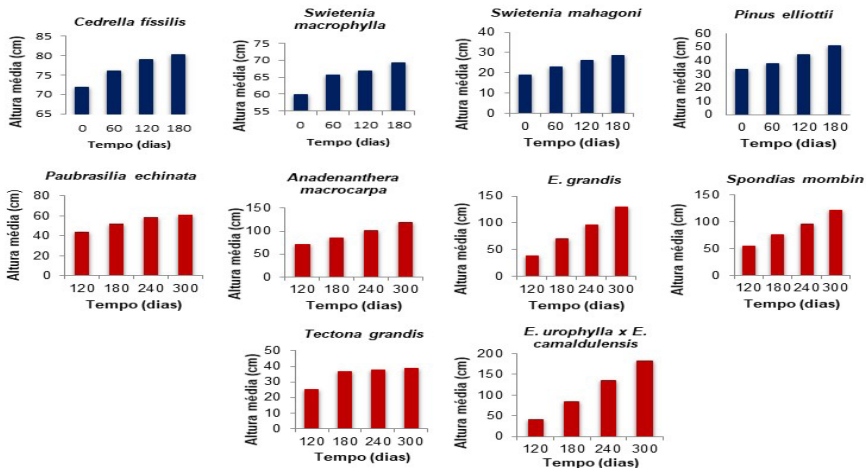 Cedrella físsilis
Altura média (cm)
85
80
75
70
65
0 60 120 180
Tempo (dias)
Swietenia
macrophylla
Altura média (cm)
75
70
65
60
55
0 60 120 180
Tempo (dias)
Swietenia mahagoni
Altura média (cm)
40
30
20
10
0
0 60 120 180
Tempo (dias)
Pinus elliottii
Altura média (cm)
60
50
40
30
20
10
0
0 60 120 180
Tempo (dias)
Paubrasilia echinata
Altura média (cm)
80
60
40
20
0
120 180 240 300
Tempo (dias)
Anadenanthera
macrocarpa
Altura média (cm)
150
100
50
0
120 180 240 300
Tempo (dias)
E. grandis
Altura média (cm)
150
100
50
0
120 180 240 300
Tempo (dias)
Spondias mombin
Altura média (cm)
150
100
50
0
120 180 240 300
Tempo (dias)
Tectona grandis
Altura média (cm)
50
40
30
20
10
0
120 180 240 300
Tempo (dias)
E. urophylla x E.
camaldulensis
Altura média (cm)
200
150
100
50
0
120 180 240 300
Tempo (dias)